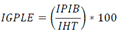 IGPLE = (IPIB / IHT) * 100